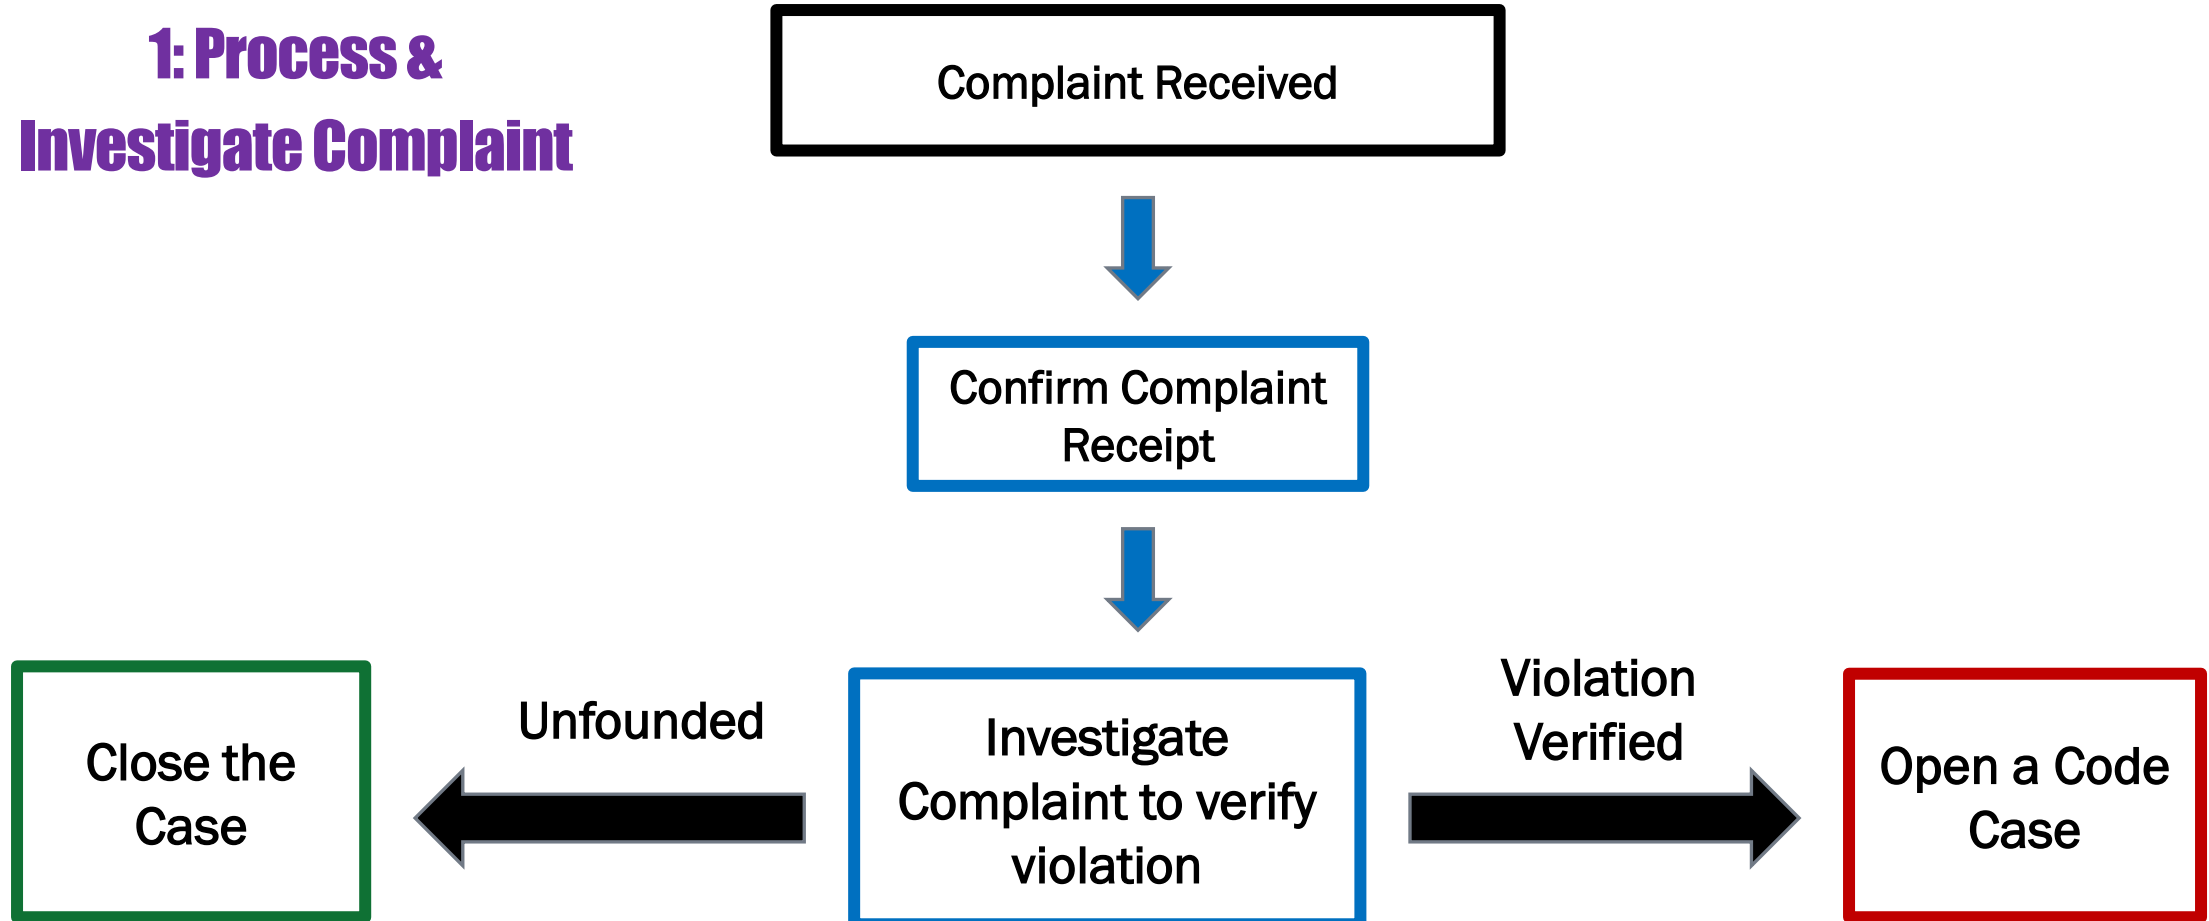 1: Process &
Investigate Complaint
Complaint Received
Confirm Complaint
Receipt
Unfounded
Violation
Verified
Close the
Case
Investigate
Complaint to verify
violation
Open a Code
Case